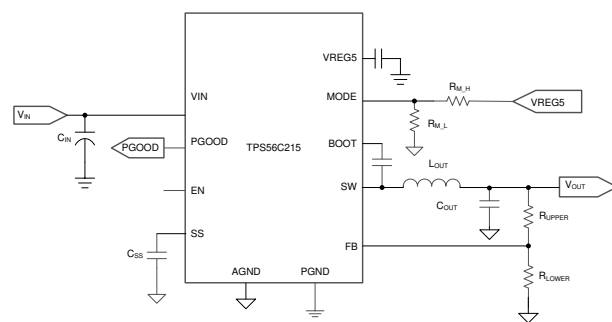 VREG5
MODE
R_M_H
VREG5
R_M_L
V_IN
VIN
C_IN
PGOOD
PGOOD
TPS56C215
BOOT
L_OUT
EN
SW
V_OUT
C_OUT
R_UPPER
SS
C_SS
FB
AGND
PGND
R_LOWER